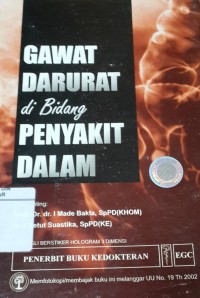 GAWAT
DARURAT
di Bidang
PENYAKIT
DALAM
Dr. dr. I Made Bakta, SpPD(KHOM)
etut Suastika, SpPD(KE)
BERSTIKER HOLOGRAM 3 DIMENSI
PENERBIT BUKU KEDOKTERAN
EGC
Memfotokopi/membajak buku ini melanggar UU No. 19 Th.2002